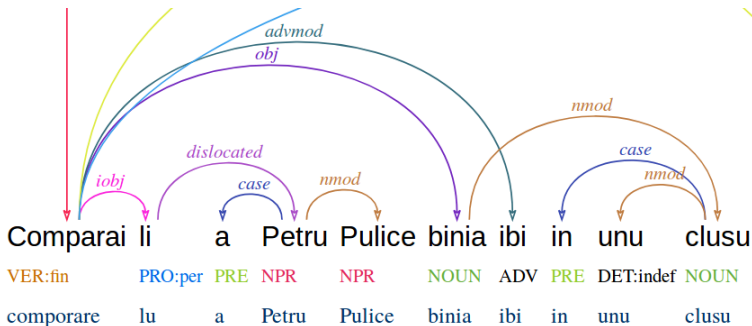 advmod
obj
nmod
dislocated
case
iobj
case
nmod
nmod
Comparai li a Petru Pulice binia ibi in unu clusu
VER:fin PRO:per PRE NPR NPR NOUN ADV PRE DET:indef NOUN
comporare lu a Petru Pulice binia ibi in unu clusu